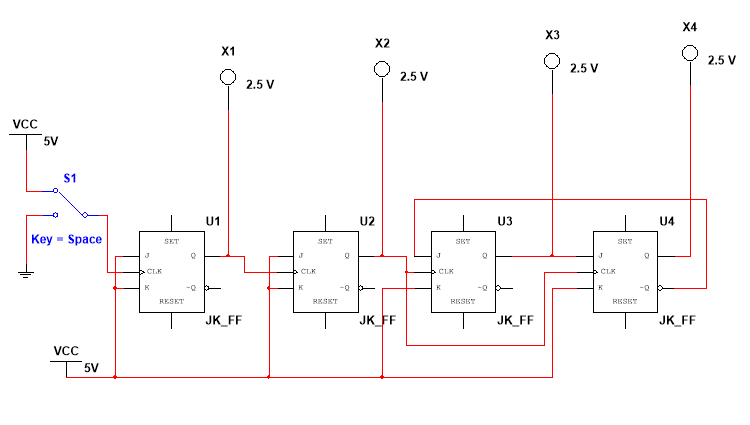 X1
X2
X3
X4
2.5 V
2.5 V
2.5 V
2.5 V
VCC
5V
S1
Key = Space
U1
U2
U3
U4
SET
J
Q
CLK
K
~Q
RESET
JK_FF
SET
J
Q
CLK
K
~Q
RESET
JK_FF
SET
J
Q
CLK
K
~Q
RESET
JK_FF
SET
J
Q
CLK
K
~Q
RESET
JK_FF
VCC
5V